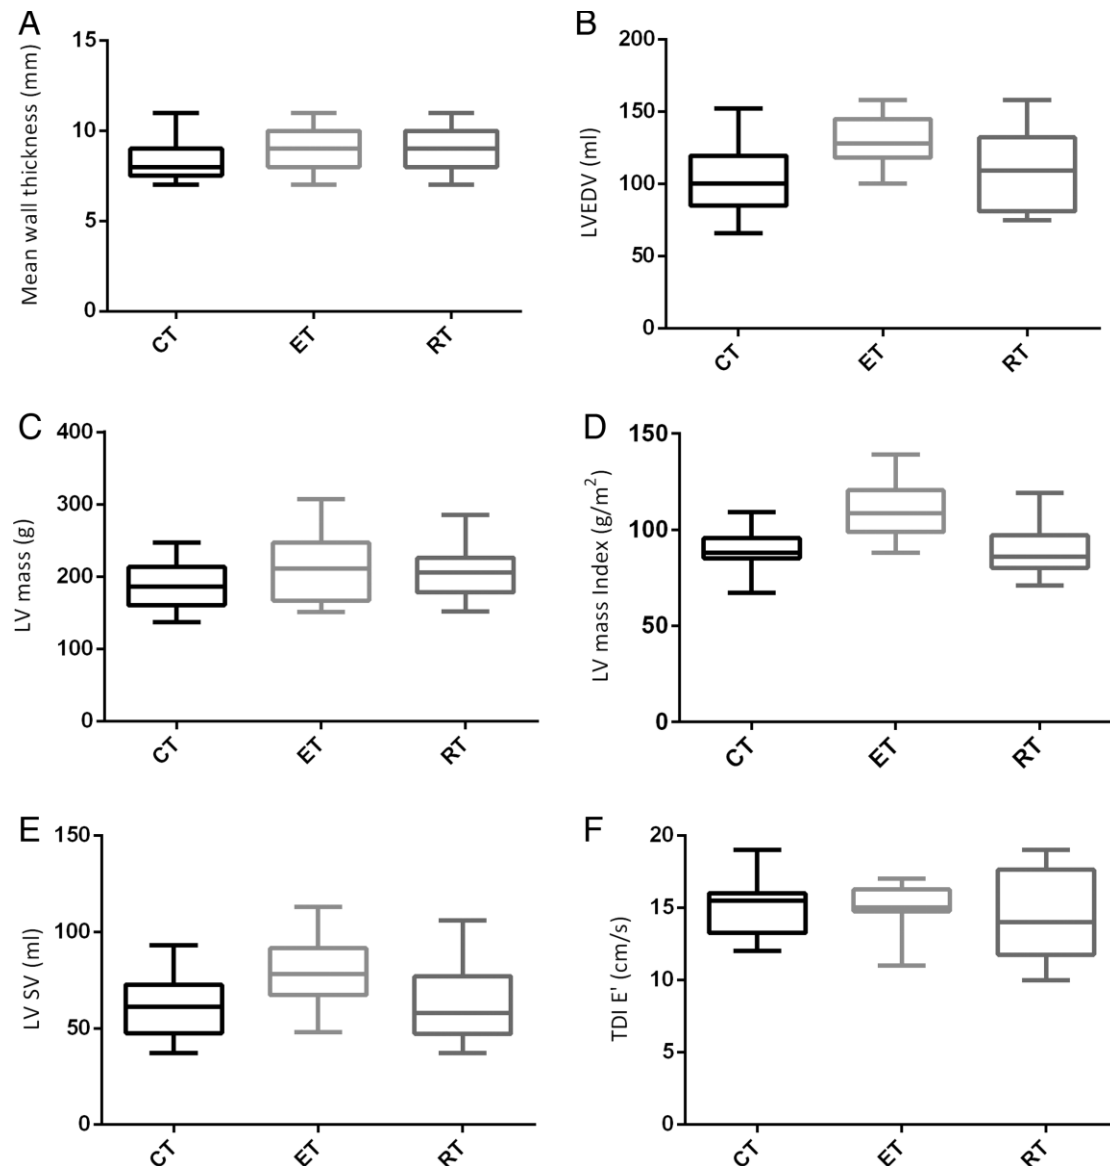 A
Mean wall thickness (mm)
15
10
5
0
CT
ET
RT
B
LVEDV (ml)
200
150
100
50
0
CT
ET
RT
C
LV mass (g)
400
300
200
100
0
CT
ET
RT
D
LV mass Index (g/m²)
150
100
50
0
CT
ET
RT
E
LV SV (ml)
150
100
50
0
CT
ET
RT
F
TDI E' (cm/s)
20
15
10
5
0
CT
ET
RT